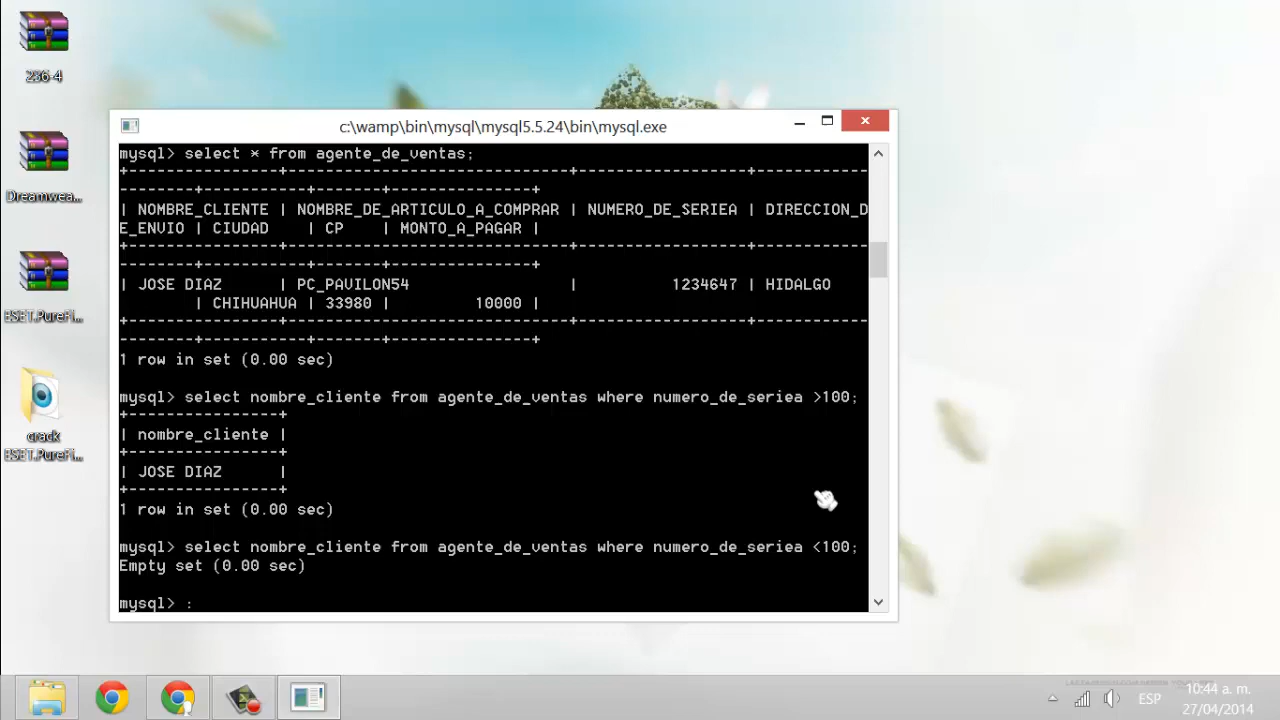 236-4
Dreamwea...
ESET.PureFi...
crack
ESET.PureFi...
c:\wamp\bin\mysql\mysql5.5.24\bin\mysql.exe
mysql> select * from agente_de_ventas;
+-----------------+------------------------------+------------------+------------
--------+---------+-------+---------------+
| NOMBRE_CLIENTE | NOMBRE_DE_ARTICULO_A_COMPRAR | NUMERO_DE_SERIEA | DIRECCION_D
E_ENVIO | CIUDAD | CP | MONTO_A_PAGAR |
+-----------------+------------------------------+------------------+------------
--------+---------+-------+---------------+
| JOSE DIAZ | PC_PAVILON54 | 1234647 | HIDALGO
| CHIHUAHUA | 33980 | 10000 |
+-----------------+------------------------------+------------------+------------
--------+---------+-------+---------------+
1 row in set (0.00 sec)
mysql> select nombre_cliente from agente_de_ventas where numero_de_seriea >100;
+----------------+
| nombre_cliente |
+----------------+
| JOSE DIAZ |
+----------------+
1 row in set (0.00 sec)
mysql> select nombre_cliente from agente_de_ventas where numero_de_seriea <100;
Empty set (0.00 sec)
mysql> :
ESP
10:44 a. m.
27/04/2014